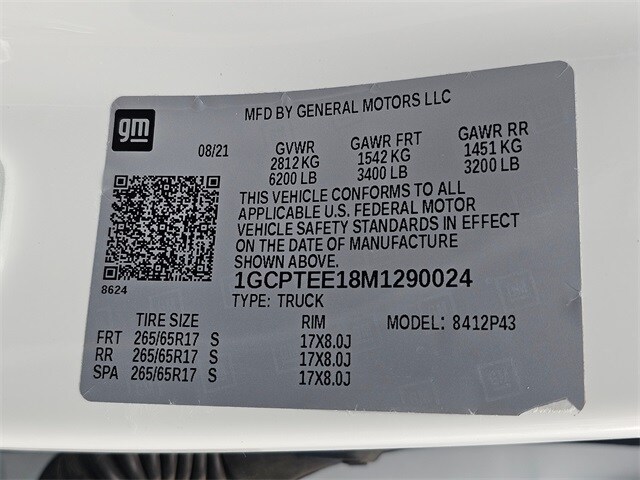 MFD BY GENERAL MOTORS LLC
gm
08/21 GVWR GAWR FRT GAWR RR
2812 KG 1542 KG 1451 KG
6200 LB 3400 LB 3200 LB
THIS VEHICLE CONFORMS TO ALL
APPLICABLE U.S. FEDERAL MOTOR
VEHICLE SAFETY STANDARDS IN EFFECT
ON THE DATE OF MANUFACTURE
SHOWN ABOVE.
8624
1GCPTEE18M1290024
TYPE: TRUCK
TIRE SIZE RIM MODEL: 8412P43
FRT 265/65R17 S 17X8.0J
RR 265/65R17 S 17X8.0J
SPA 265/65R17 S 17X8.0J